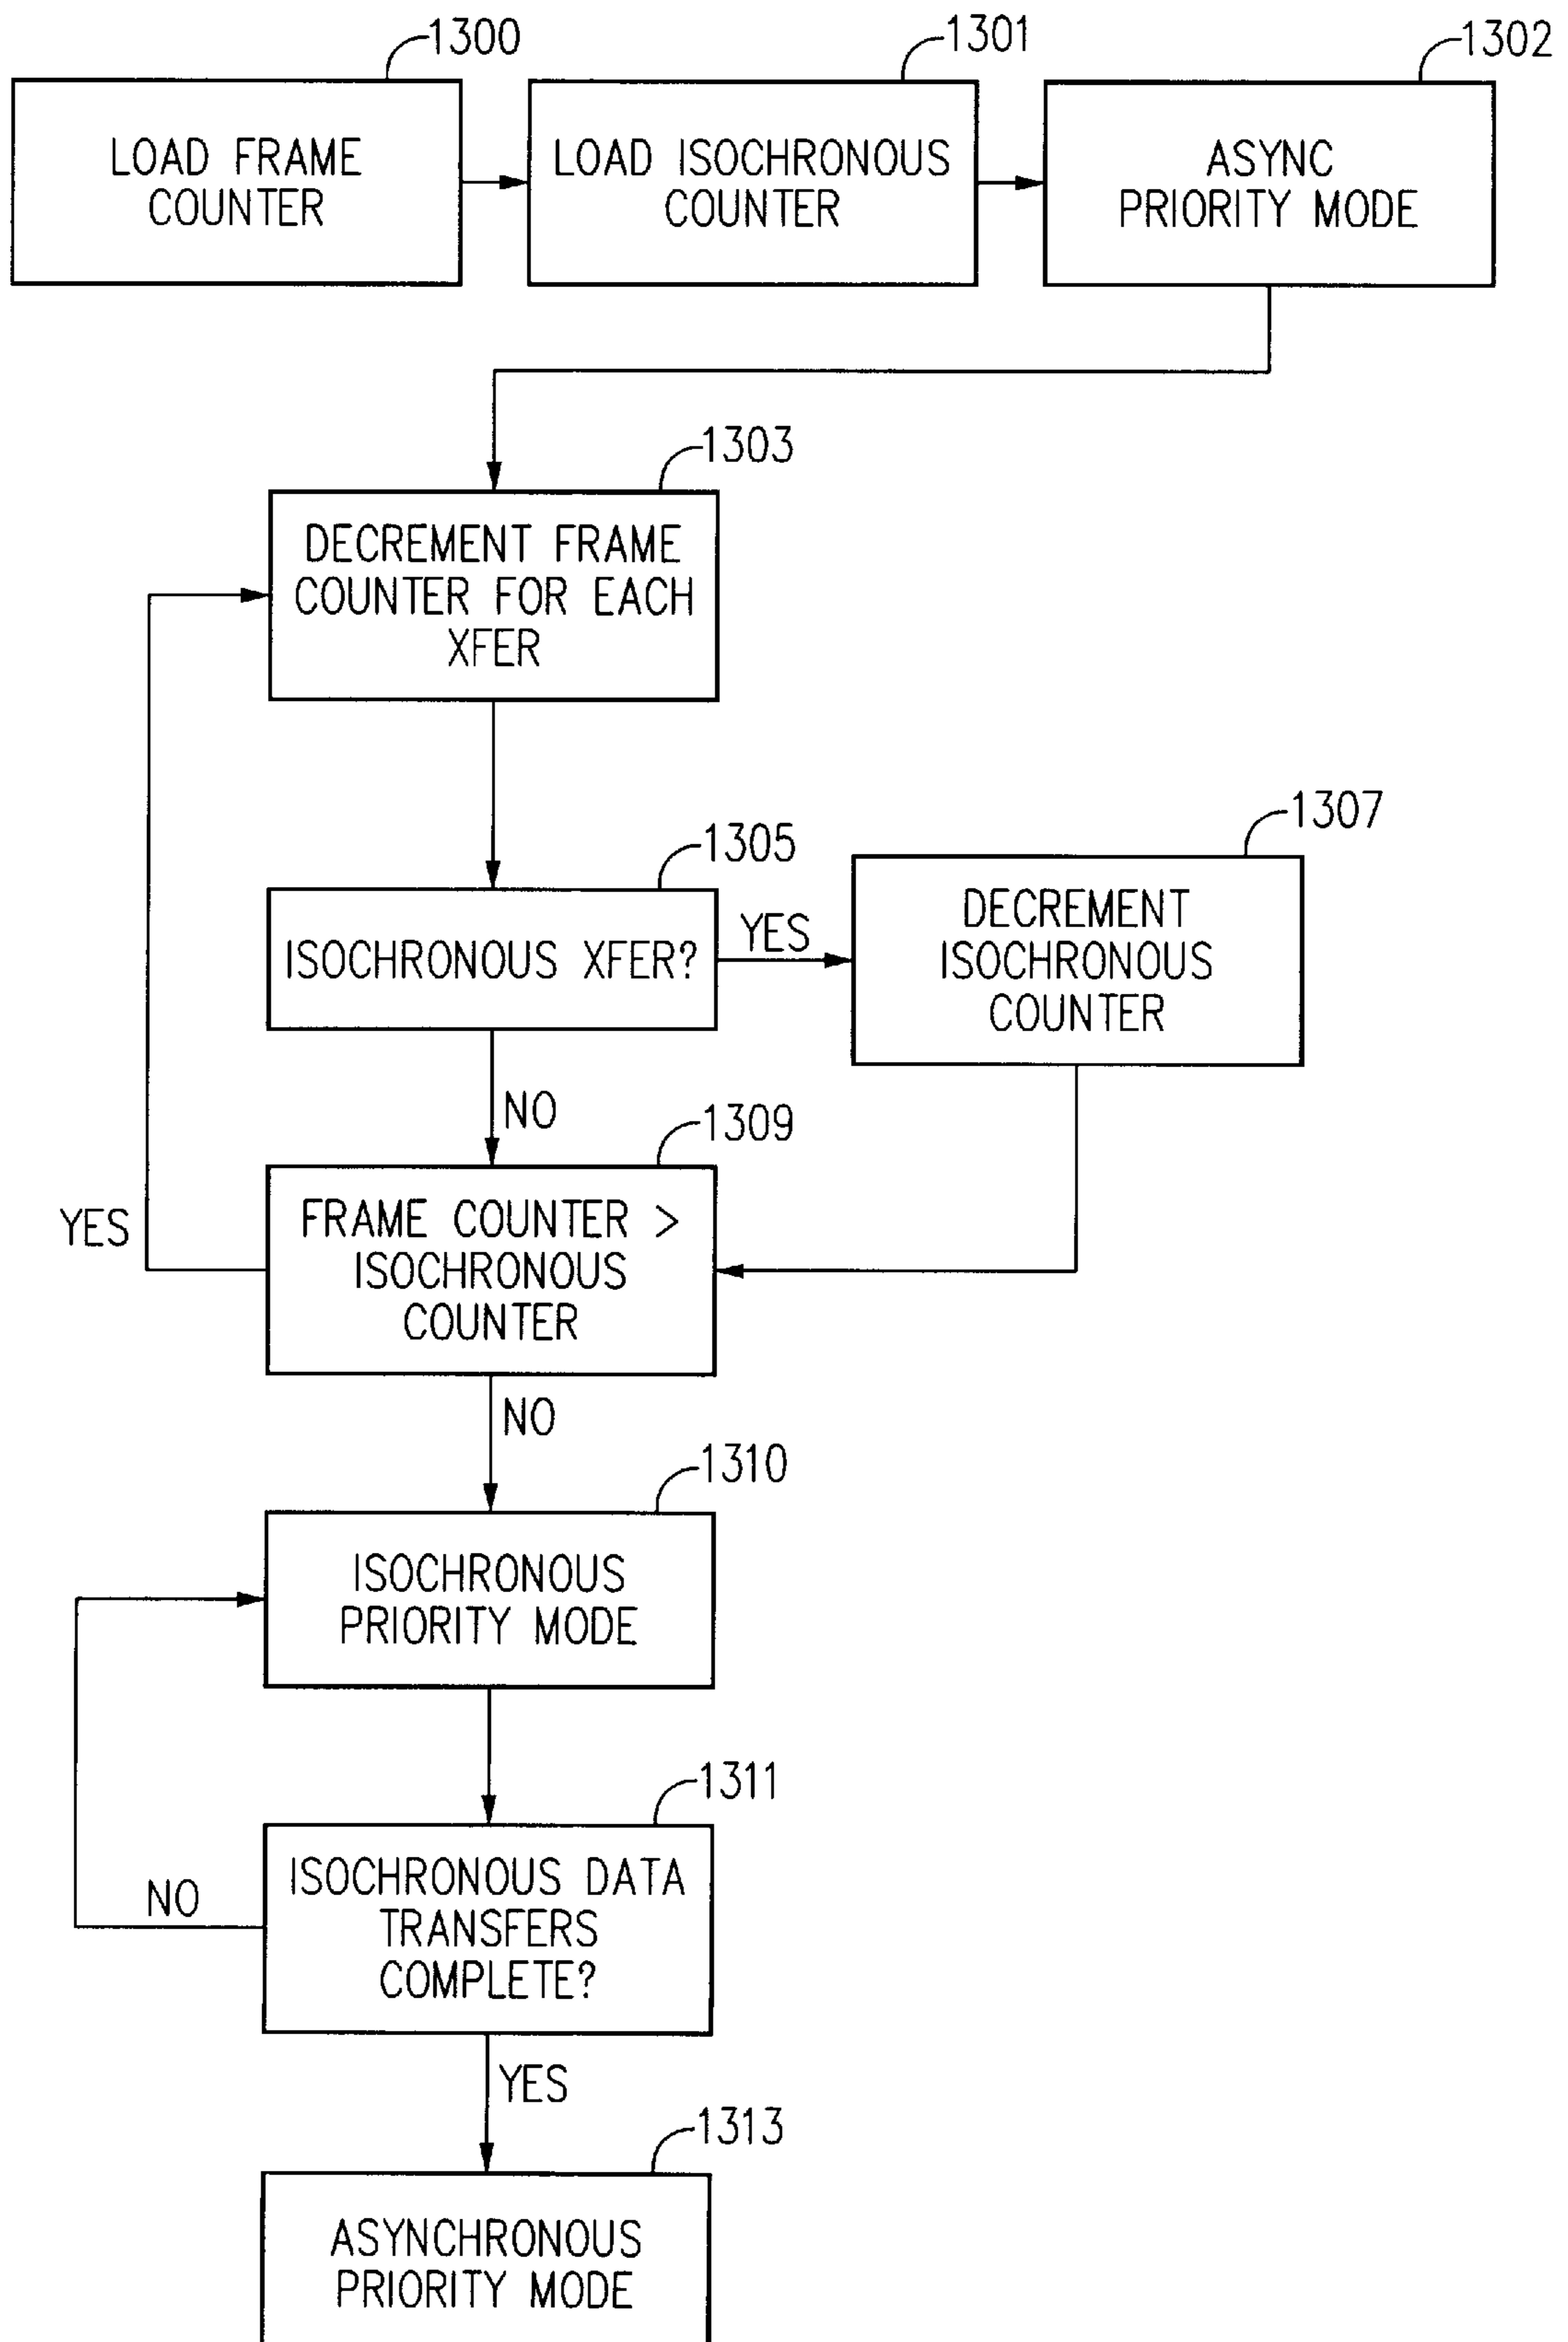 1300
1301
1302
LOAD FRAME
COUNTER
LOAD ISOCHRONOUS
COUNTER
ASYNC
PRIORITY MODE
1303
DECREMENT FRAME
COUNTER FOR EACH
XFER
1305
ISOCHRONOUS XFER?
YES
1307
DECREMENT
ISOCHRONOUS
COUNTER
NO
1309
FRAME COUNTER >
ISOCHRONOUS
COUNTER
YES
NO
1310
ISOCHRONOUS
PRIORITY MODE
1311
ISOCHRONOUS DATA
TRANSFERS
COMPLETE?
NO
YES
1313
ASYNCHRONOUS
PRIORITY MODE